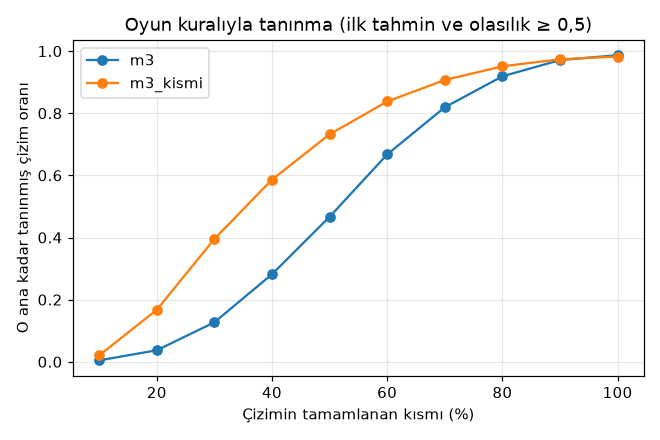 Oyun kuralıyla tanınma (ilk tahmin ve olasılık ≥ 0,5)
m3
m3_kismi
O ana kadar tanınmış çizim oranı
1.0
0.8
0.6
0.4
0.2
0.0
20 40 60 80 100
Çizimin tamamlanan kısmı (%)